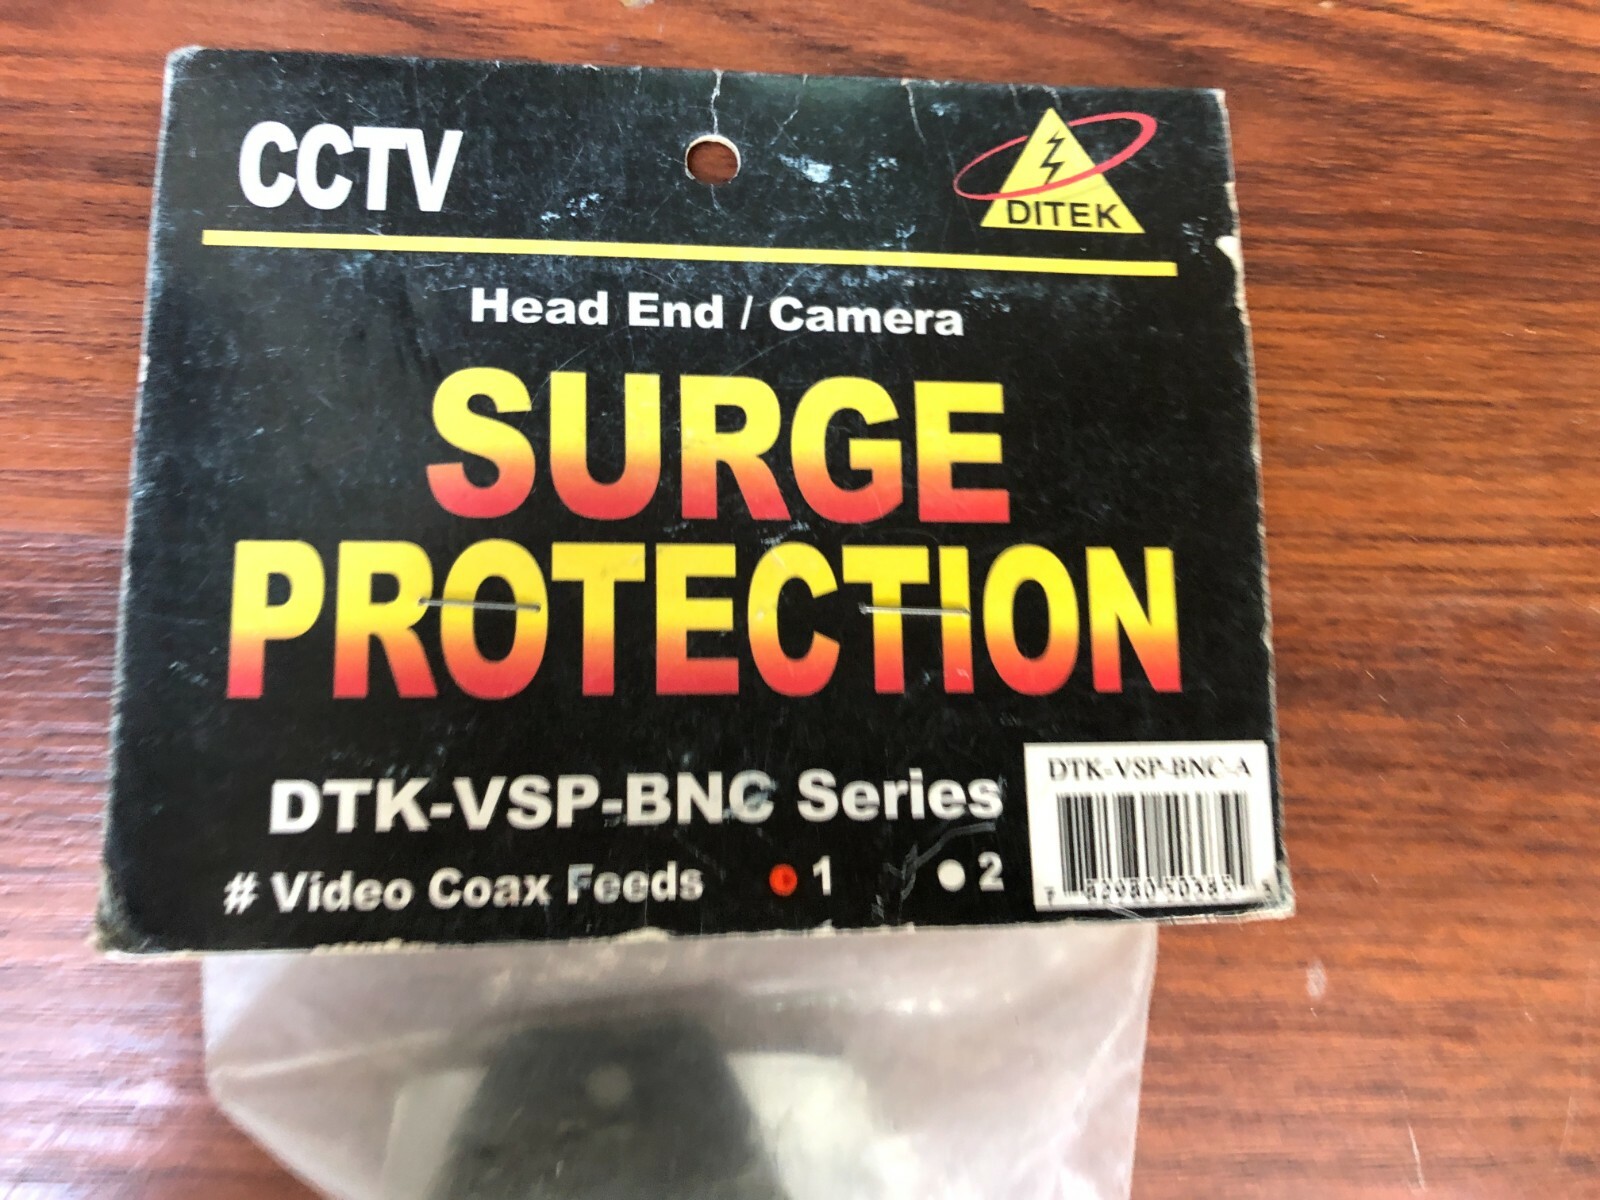 CCTV
DITEK
Head End / Camera
SURGE
PROTECTION
DTK-VSP-BNC Series
DTK-VSP-BNC-A
# Video Coax Feeds 1 2